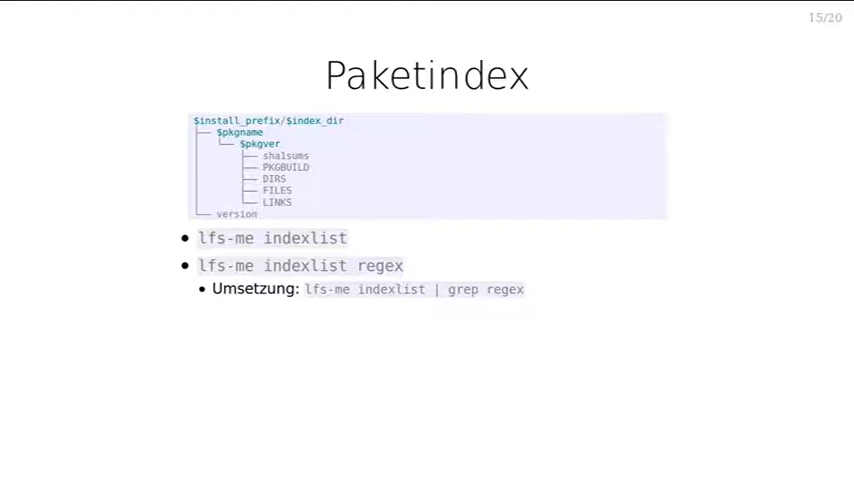 15/20
Paketindex
$install_prefix/$index_dir
├── $pkgname
│   └── $pkgver
│       ├── sha1sums
│       ├── PKGBUILD
│       ├── DIRS
│       ├── FILES
│       └── LINKS
└── version
• lfs-me indexlist
• lfs-me indexlist regex
• Umsetzung: lfs-me indexlist | grep regex